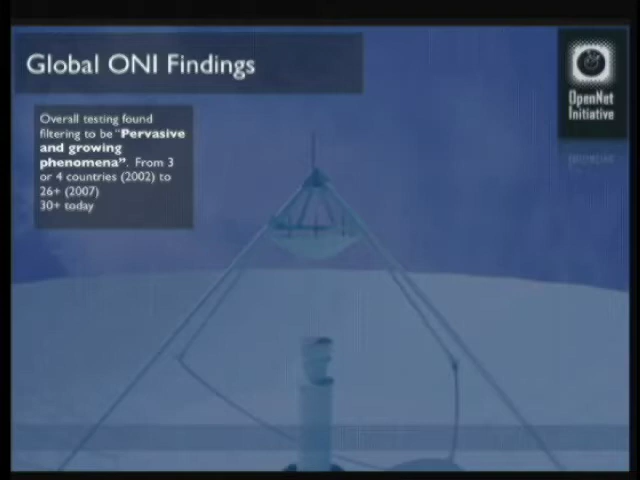 Global ONI Findings
OpenNet
Initiative
Overall testing found
filtering to be "Pervasive
and growing
phenomena". From 3
or 4 countries (2002) to
26+ (2007)
30+ today